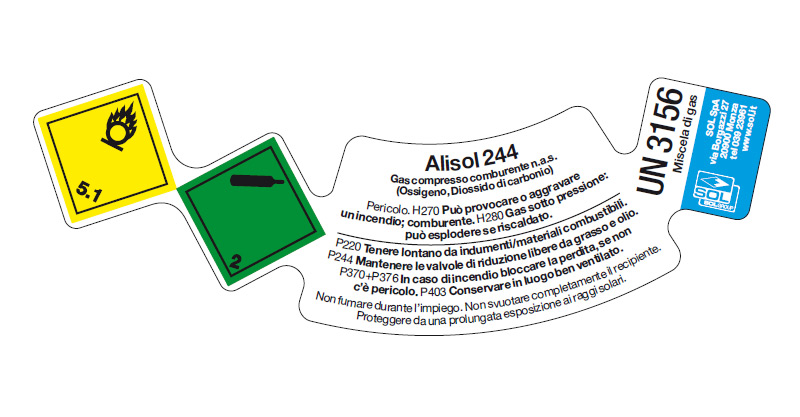 5.1
2
Alisol 244
Gas compresso comburente n.a.s.
(Ossigeno, Diossido di carbonio)
Pericolo. H270 Può provocare o aggravare
un incendio; comburente. H280 Gas sotto pressione:
può esplodere se riscaldato.
P220 Tenere lontano da indumenti/materiali combustibili.
P244 Mantenere le valvole di riduzione libere da grasso e olio.
P370+P376 In caso di incendio bloccare la perdita, se non
c'è pericolo. P403 Conservare in luogo ben ventilato.
Non fumare durante l'impiego. Non svuotare completamente il recipiente.
Proteggere da una prolungata esposizione ai raggi solari.
UN 3156
Miscela di gas
SOL SpA
via Borgazzi 27
20900 Monza
tel 039 23961
www.sol.it
SOL
SOLGROUP